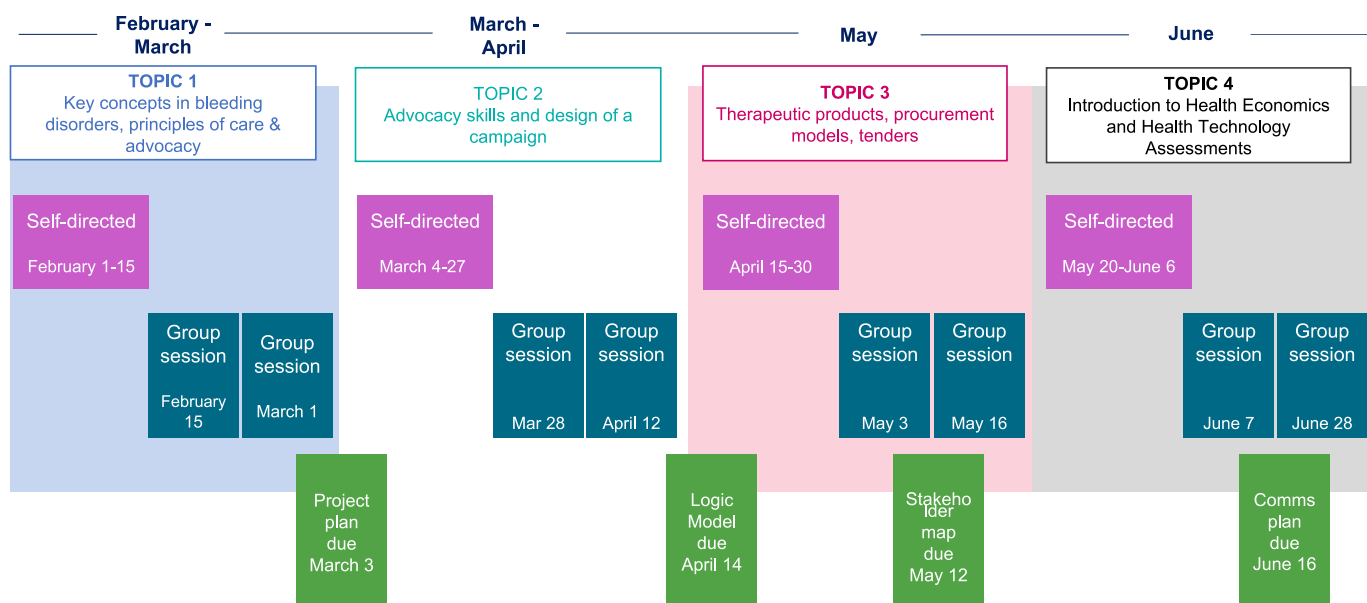 February -
March
March -
April
May
June
TOPIC 1
Key concepts in bleeding
disorders, principles of care &
advocacy
TOPIC 2
Advocacy skills and design of a
campaign
TOPIC 3
Therapeutic products, procurement
models, tenders
TOPIC 4
Introduction to Health Economics
and Health Technology
Assessments
Self-directed
February 1-15
Self-directed
March 4-27
Self-directed
April 15-30
Self-directed
May 20-June 6
Group
session
February
15
Group
session
March 1
Group
session
Mar 28
Group
session
April 12
Group
session
May 3
Group
session
May 16
Group
session
June 7
Group
session
June 28
Project
plan
due
March 3
Logic
Model
due
April 14
Stakeho
lder
map
due
May 12
Comms
plan
due
June 16